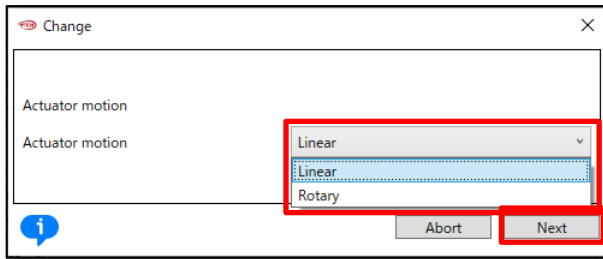 Change
Actuator motion
Actuator motion
Linear
Linear
Rotary
Abort
Next